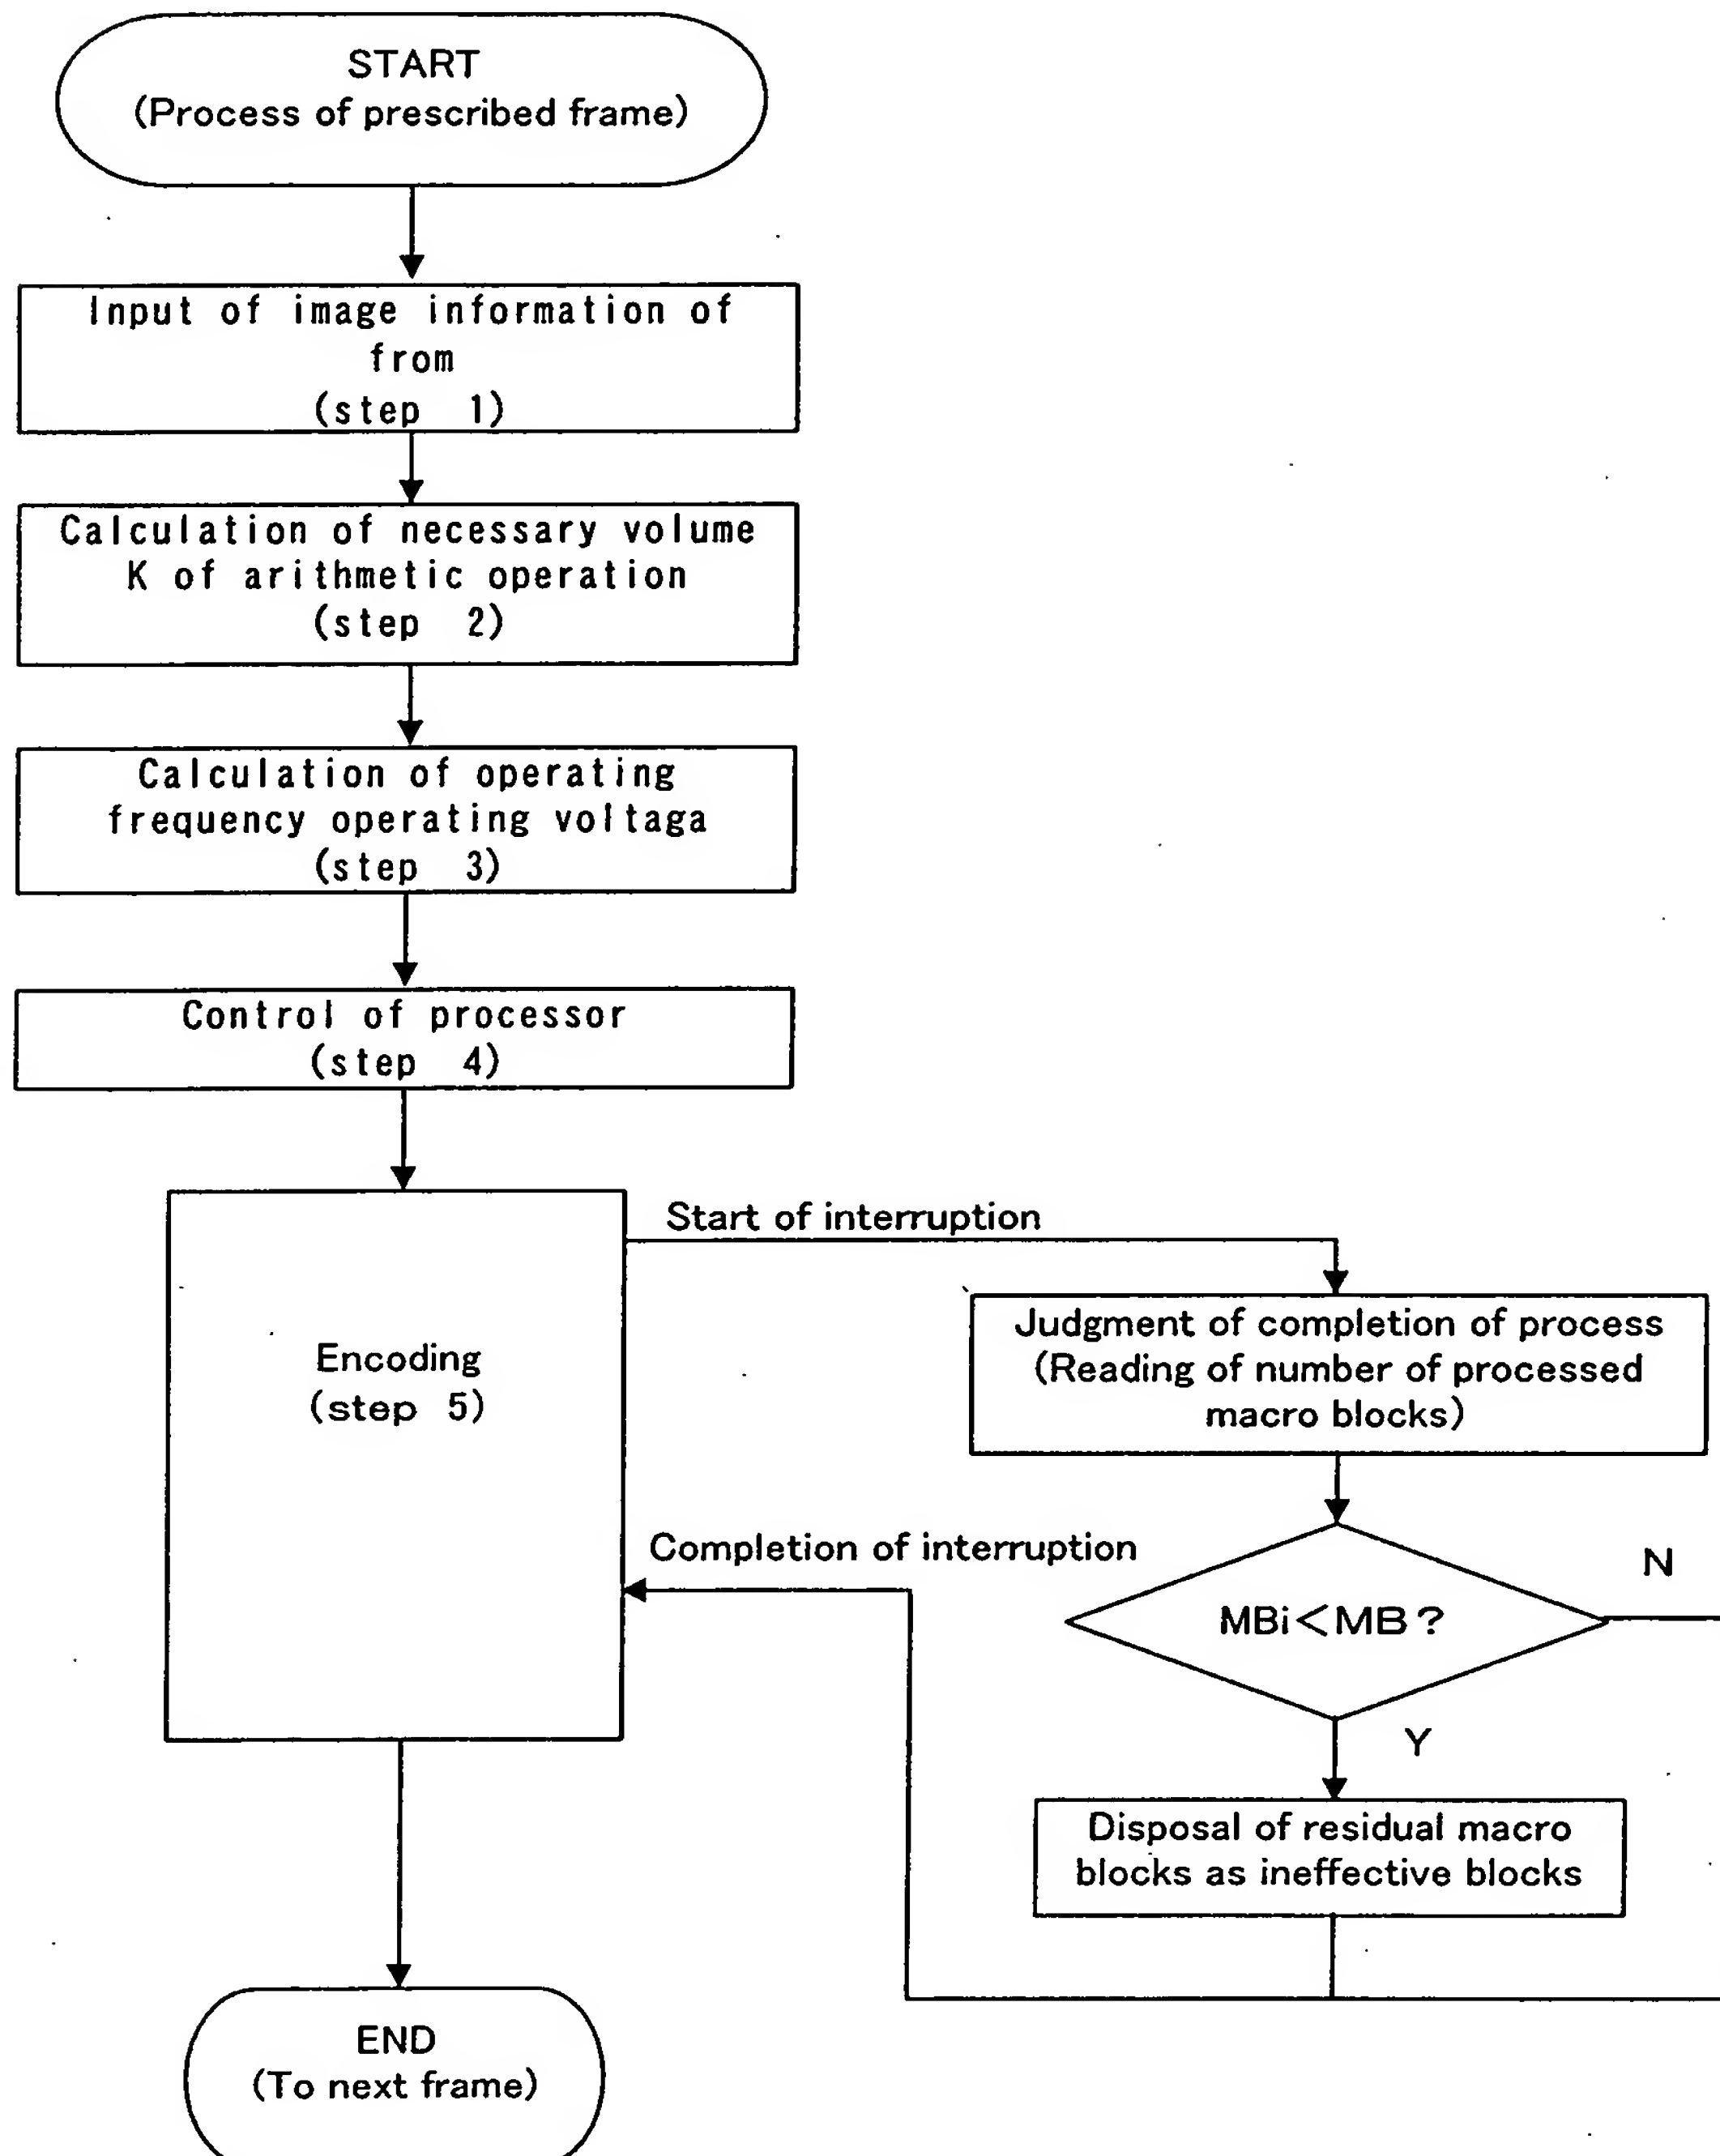 START
(Process of prescribed frame)
Input of image information of
from
(step 1)
Calculation of necessary volume
K of arithmetic operation
(step 2)
Calculation of operating
frequency operating voltaga
(step 3)
Control of processor
(step 4)
Start of interruption
Encoding
(step 5)
Judgment of completion of process
(Reading of number of processed
macro blocks)
Completion of interruption
N
MBi<MB?
Y
Disposal of residual macro
blocks as ineffective blocks
END
(To next frame)